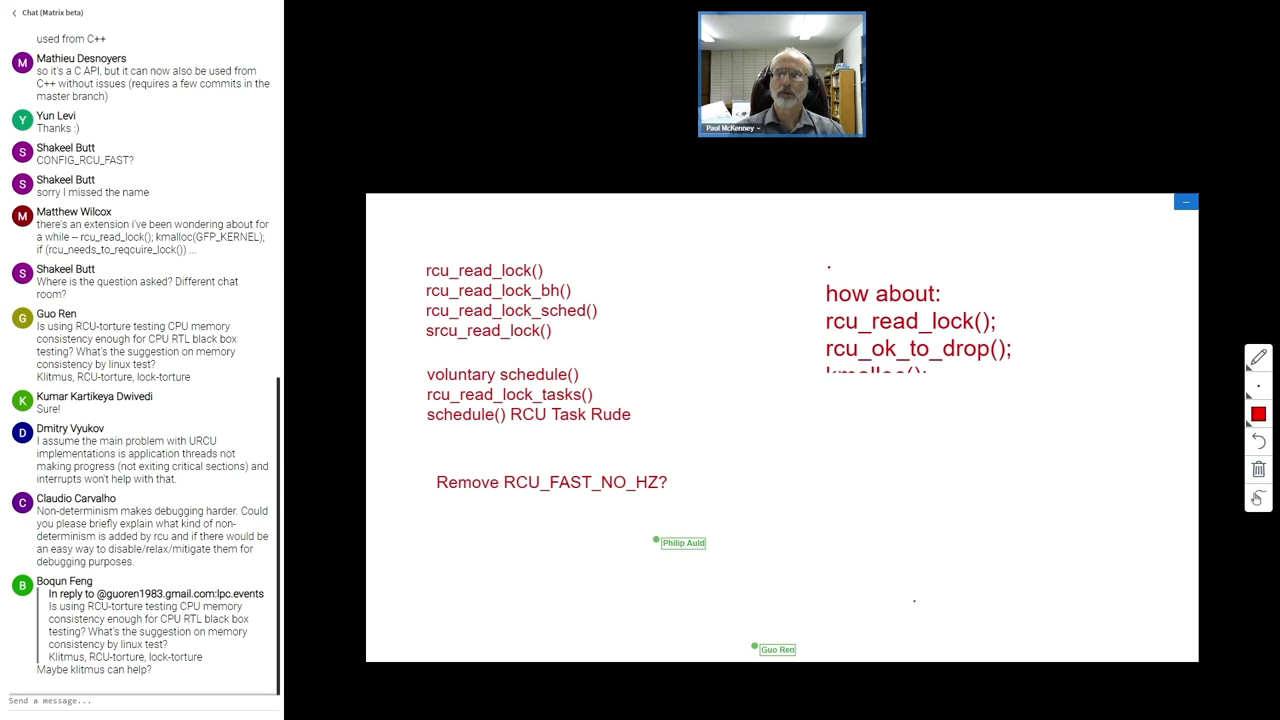 Chat (Matrix beta)
used from C++
Mathieu Desnoyers
M
so it's a C API, but it can now also be used from
C++ without issues (requires a few commits in the
master branch)
Yun Levi
Y
Thanks :)
Shakeel Butt
S
CONFIG_RCU_FAST?
Shakeel Butt
S
sorry I missed the name
Matthew Wilcox
M
there's an extension i've been wondering about for
a while -- rcu_read_lock(); kmalloc(GFP_KERNEL);
if (rcu_needs_to_reqcuire_lock()) ...
Shakeel Butt
S
Where is the question asked? Different chat
room?
Guo Ren
G
Is using RCU-torture testing CPU memory
consistency enough for CPU RTL black box
testing? What's the suggestion on memory
consistency by linux test?
Klitmus, RCU-torture, lock-torture
Kumar Kartikeya Dwivedi
K
Sure!
Dmitry Vyukov
D
I assume the main problem with URCU
implementations is application threads not
making progress (not exiting critical sections) and
interrupts won't help with that.
Claudio Carvalho
C
Non-determinism makes debugging harder. Could
you please briefly explain what kind of non-
determinism is added by rcu and if there would be
an easy way to disable/relax/mitigate them for
debugging purposes.
Boqun Feng
B
In reply to @guoren1983.gmail.com:lpc.events
Is using RCU-torture testing CPU memory
consistency enough for CPU RTL black box
testing? What's the suggestion on memory
consistency by linux test?
Klitmus, RCU-torture, lock-torture
Maybe klitmus can help?
Send a message...
Paul McKenney
rcu_read_lock()
rcu_read_lock_bh()
rcu_read_lock_sched()
srcu_read_lock()
voluntary schedule()
rcu_read_lock_tasks()
schedule() RCU Task Rude
Remove RCU_FAST_NO_HZ?
.
how about:
rcu_read_lock();
rcu_ok_to_drop();
kmalloc();
Philip Auld
Guo Ren